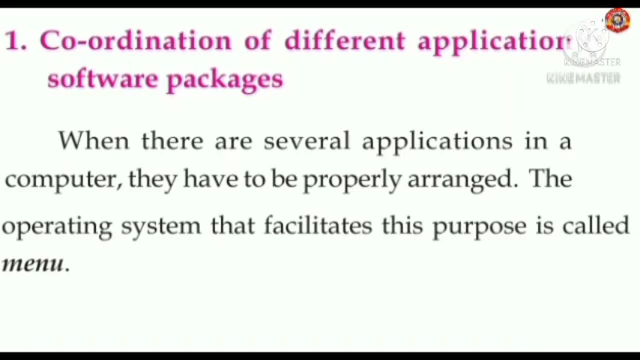 1. Co-ordination of different application
software packages
When there are several applications in a
computer, they have to be properly arranged. The
operating system that facilitates this purpose is called
menu.
KINEMASTER
KINEMASTER